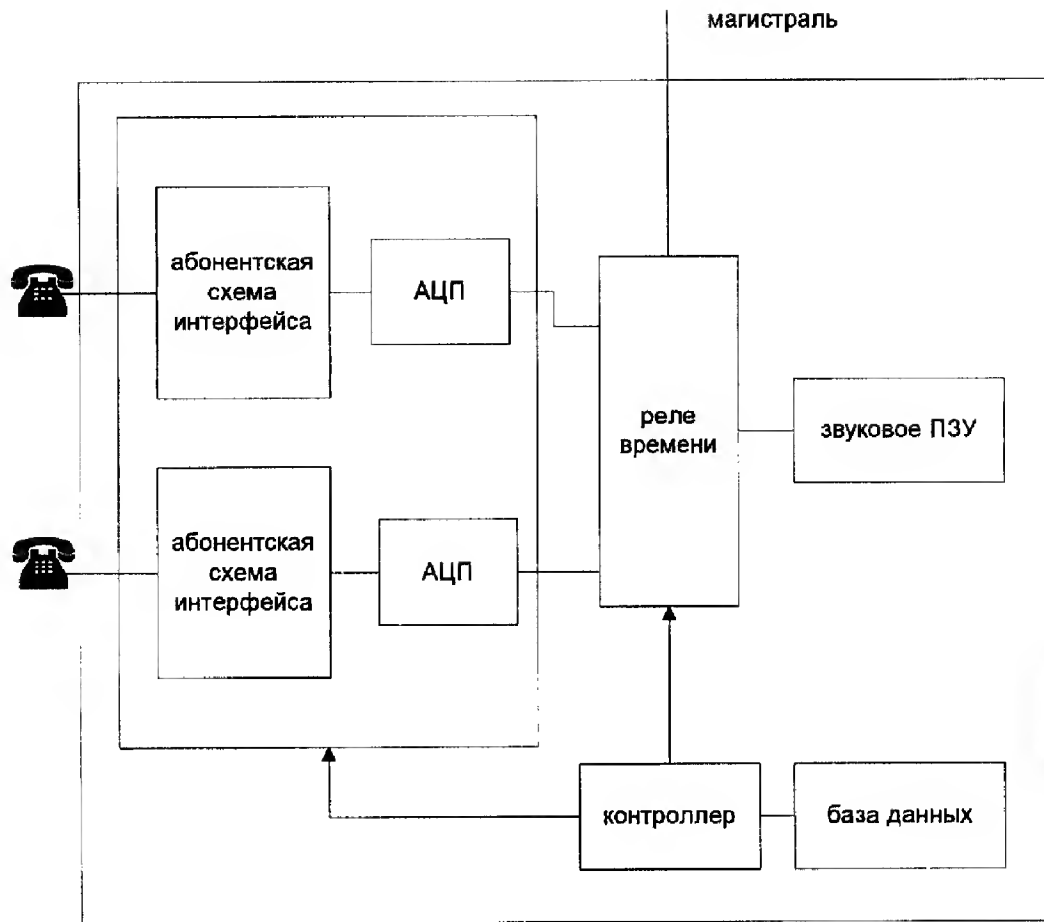 магистраль
абонентская
схема
интерфейса
АЦП
реле
времени
звуковое ПЗУ
абонентская
схема
интерфейса
АЦП
контроллер
база данных